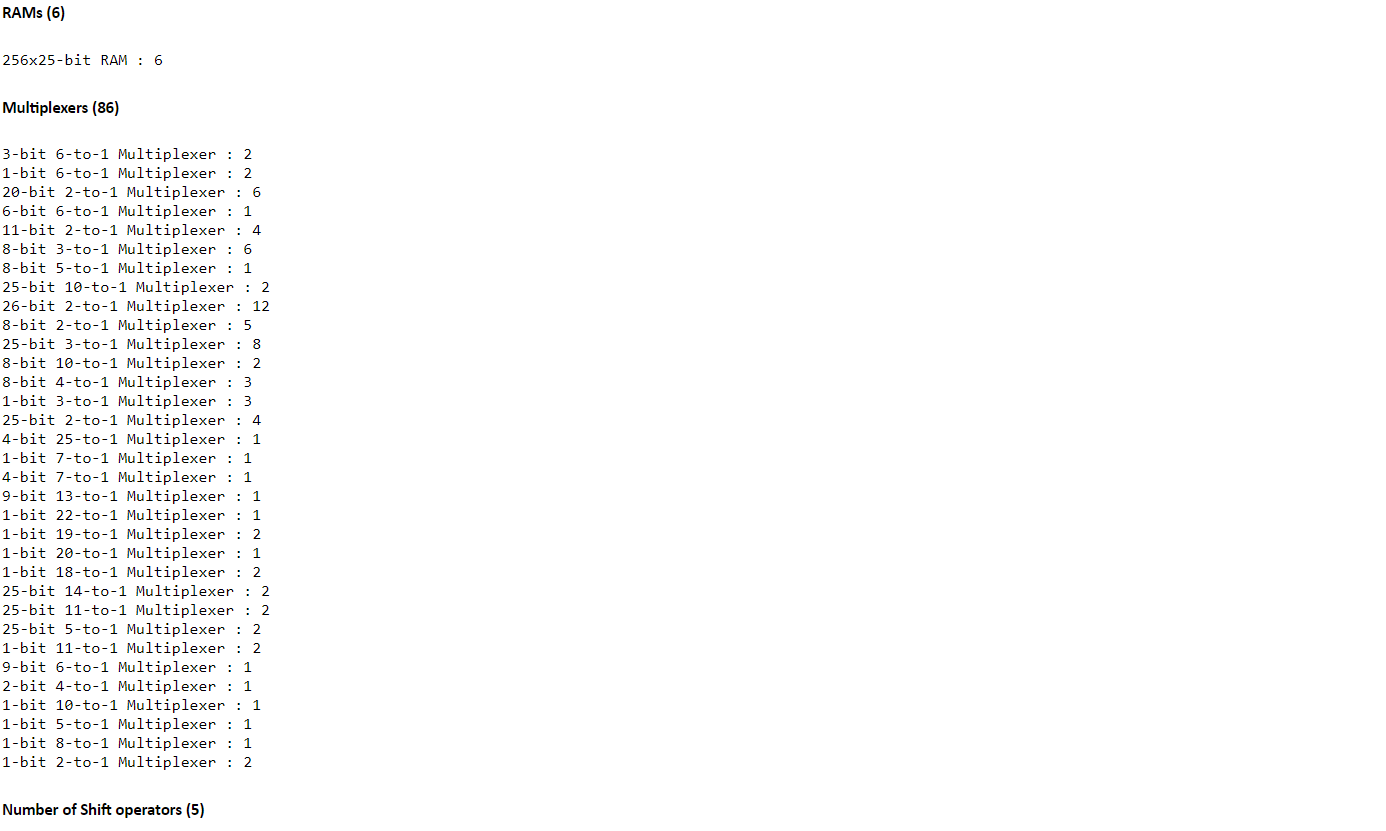 RAMs (6)
256x25-bit RAM : 6
Multiplexers (86)
3-bit 6-to-1 Multiplexer : 2
1-bit 6-to-1 Multiplexer : 2
20-bit 2-to-1 Multiplexer : 6
6-bit 6-to-1 Multiplexer : 1
11-bit 2-to-1 Multiplexer : 4
8-bit 3-to-1 Multiplexer : 6
8-bit 5-to-1 Multiplexer : 1
25-bit 10-to-1 Multiplexer : 2
26-bit 2-to-1 Multiplexer : 12
8-bit 2-to-1 Multiplexer : 5
25-bit 3-to-1 Multiplexer : 8
8-bit 10-to-1 Multiplexer : 2
8-bit 4-to-1 Multiplexer : 3
1-bit 3-to-1 Multiplexer : 3
25-bit 2-to-1 Multiplexer : 4
4-bit 25-to-1 Multiplexer : 1
1-bit 7-to-1 Multiplexer : 1
4-bit 7-to-1 Multiplexer : 1
9-bit 13-to-1 Multiplexer : 1
1-bit 22-to-1 Multiplexer : 1
1-bit 19-to-1 Multiplexer : 2
1-bit 20-to-1 Multiplexer : 1
1-bit 18-to-1 Multiplexer : 2
25-bit 14-to-1 Multiplexer : 2
25-bit 11-to-1 Multiplexer : 2
25-bit 5-to-1 Multiplexer : 2
1-bit 11-to-1 Multiplexer : 2
9-bit 6-to-1 Multiplexer : 1
2-bit 4-to-1 Multiplexer : 1
1-bit 10-to-1 Multiplexer : 1
1-bit 5-to-1 Multiplexer : 1
1-bit 8-to-1 Multiplexer : 1
1-bit 2-to-1 Multiplexer : 2
Number of Shift operators (5)